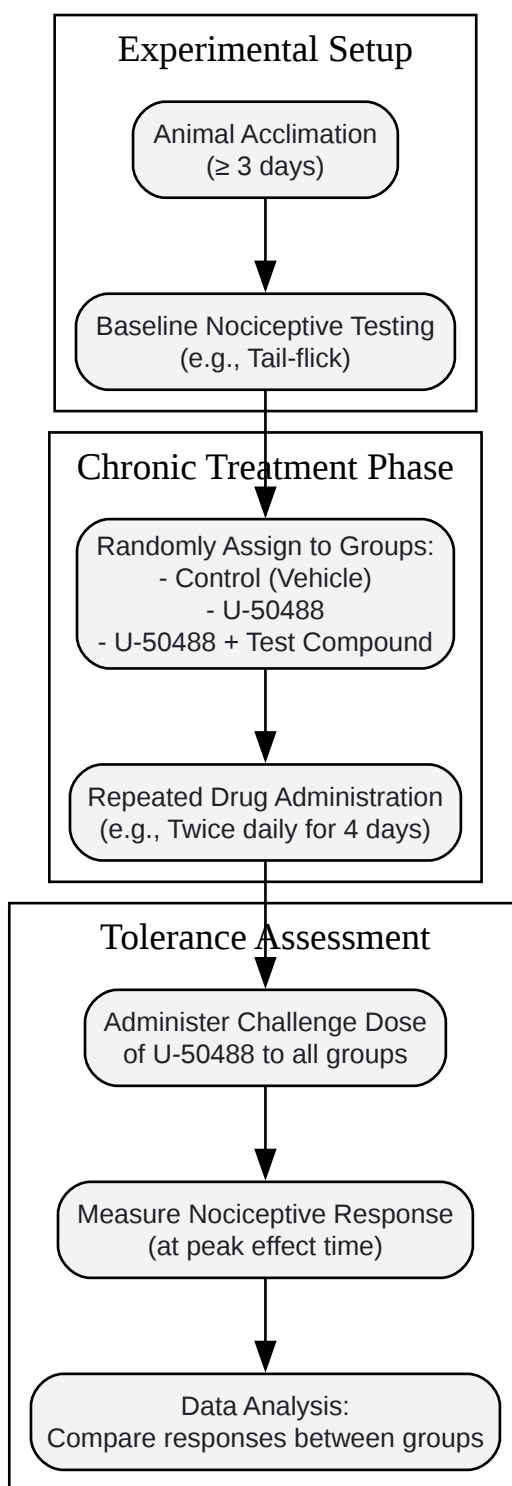 Experimental Setup
Animal Acclimation
(≥ 3 days)
Baseline Nociceptive Testing
(e.g., Tail-flick)
Chronic Treatment Phase
Randomly Assign to Groups:
- Control (Vehicle)
- U-50488
- U-50488 + Test Compound
Repeated Drug Administration
(e.g., Twice daily for 4 days)
Tolerance Assessment
Administer Challenge Dose
of U-50488 to all groups
Measure Nociceptive Response
(at peak effect time)
Data Analysis:
Compare responses between groups